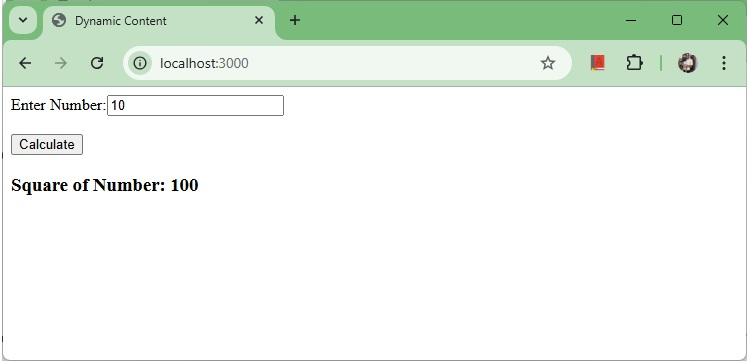 Dynamic Content
localhost:3000
Enter Number: 10
Calculate
Square of Number: 100